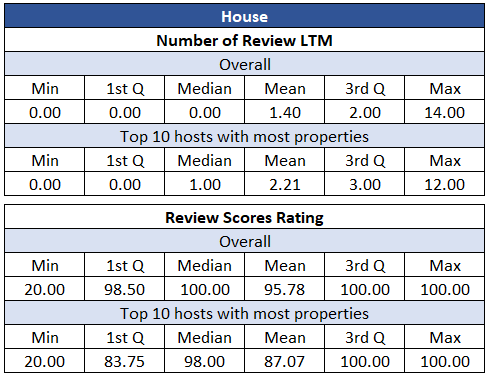 House
Number of Review LTM
Overall
Min 1st Q Median Mean 3rd Q Max
0.00 0.00 0.00 1.40 2.00 14.00
Top 10 hosts with most properties
Min 1st Q Median Mean 3rd Q Max
0.00 0.00 1.00 2.21 3.00 12.00
Review Scores Rating
Overall
Min 1st Q Median Mean 3rd Q Max
20.00 98.50 100.00 95.78 100.00 100.00
Top 10 hosts with most properties
Min 1st Q Median Mean 3rd Q Max
20.00 83.75 98.00 87.07 100.00 100.00